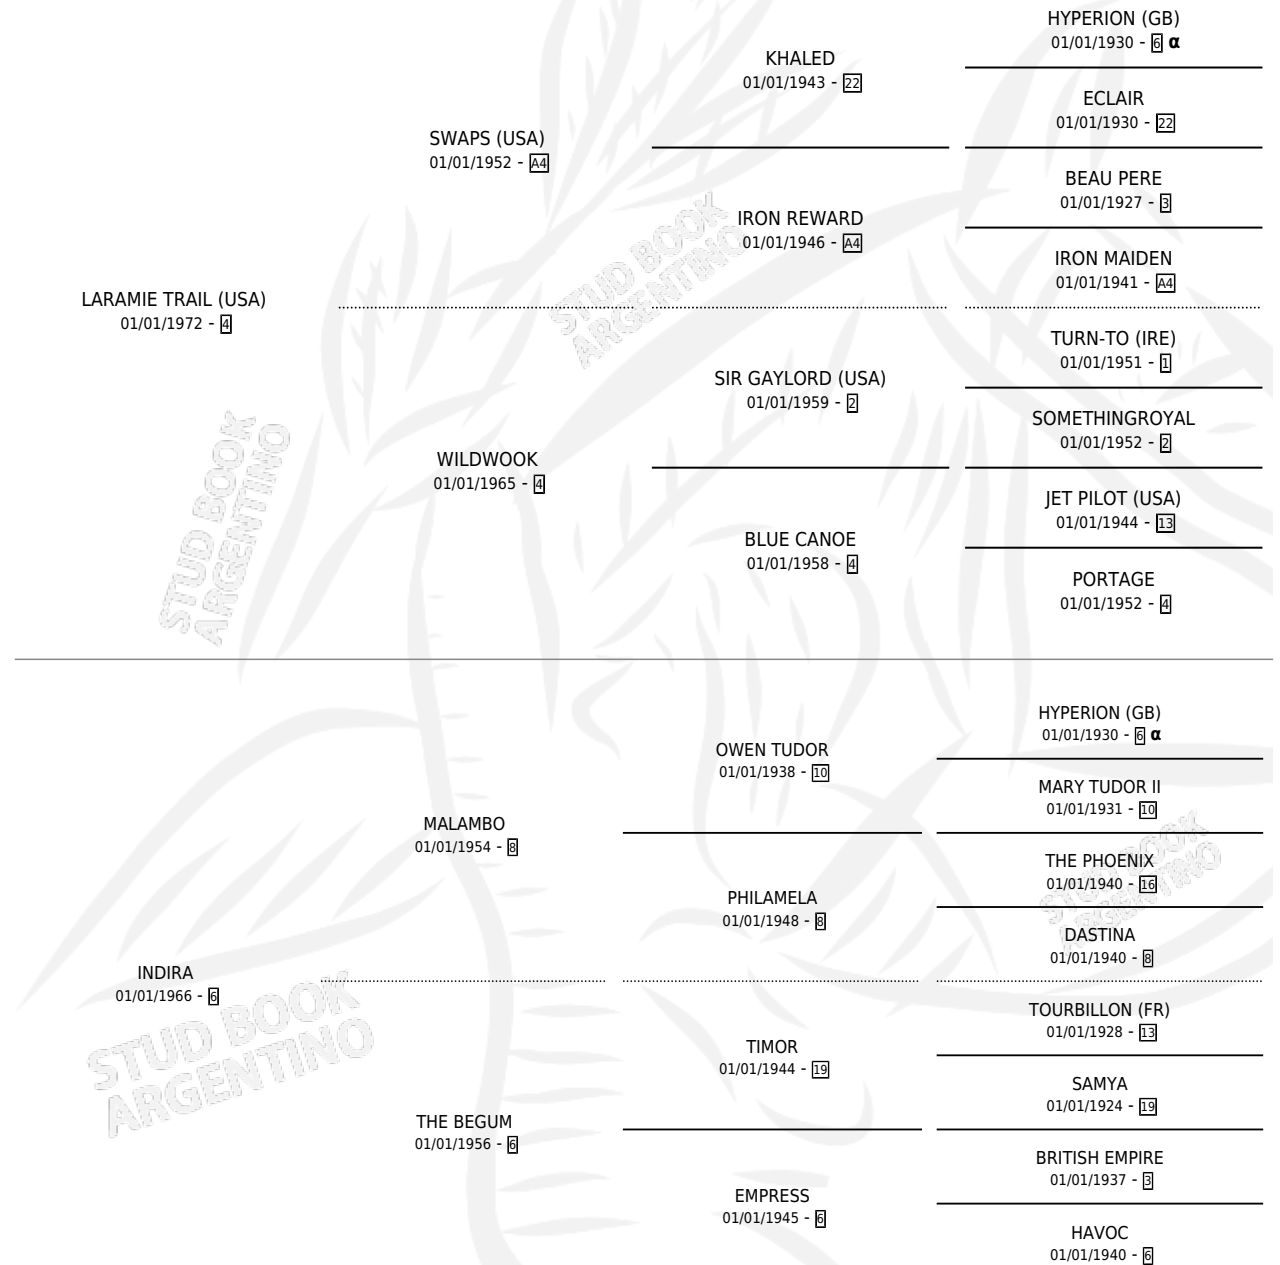 HYPERION (GB)
01/01/1930 - 6 α
KHALED
01/01/1943 - 22
ECLAIR
01/01/1930 - 22
SWAPS (USA)
01/01/1952 - A4
BEAU PERE
01/01/1927 - 3
IRON REWARD
01/01/1946 - A4
IRON MAIDEN
01/01/1941 - A4
LARAMIE TRAIL (USA)
01/01/1972 - 4
TURN-TO (IRE)
01/01/1951 - 1
SIR GAYLORD (USA)
01/01/1959 - 2
SOMETHINGROYAL
01/01/1952 - 2
WILDWOOK
01/01/1965 - 4
JET PILOT (USA)
01/01/1944 - 13
BLUE CANOE
01/01/1958 - 4
PORTAGE
01/01/1952 - 4
HYPERION (GB)
01/01/1930 - 6 α
OWEN TUDOR
01/01/1938 - 10
MARY TUDOR II
01/01/1931 - 10
MALAMBO
01/01/1954 - 8
THE PHOENIX
01/01/1940 - 16
PHILAMELA
01/01/1948 - 8
DASTINA
01/01/1940 - 8
INDIRA
01/01/1966 - 6
TOURBILLON (FR)
01/01/1928 - 13
TIMOR
01/01/1944 - 19
SAMYA
01/01/1924 - 19
THE BEGUM
01/01/1956 - 6
BRITISH EMPIRE
01/01/1937 - 3
EMPRESS
01/01/1945 - 6
HAVOC
01/01/1940 - 6
STUD BOOK
ARGENTINO
STUD BOOK
ARGENTINO
STUD BOOK
ARGENTINO
STUD BOOK
ARGENTINO